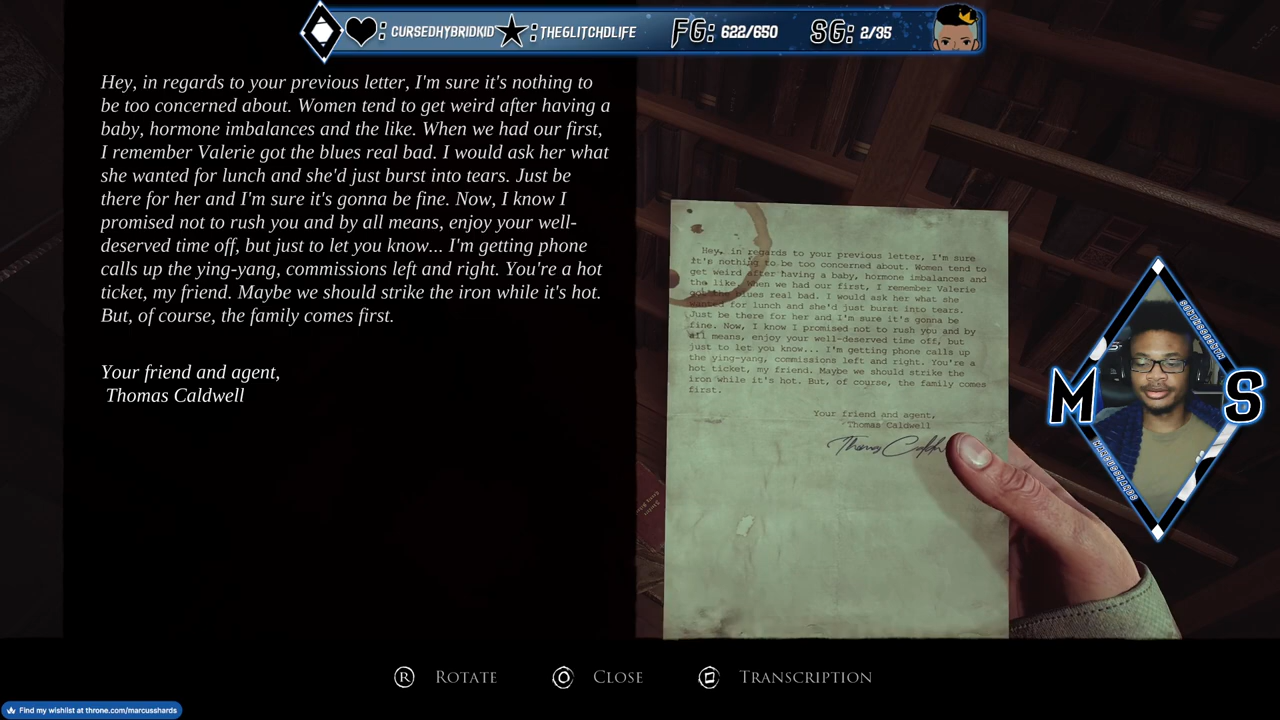 : CURSEDHYBRIDKID : THEGLITCHDLIFE FG: 622/650 SG: 2/35
Hey, in regards to your previous letter, I'm sure it's nothing to
be too concerned about. Women tend to get weird after having a
baby, hormone imbalances and the like. When we had our first,
I remember Valerie got the blues real bad. I would ask her what
she wanted for lunch and she'd just burst into tears. Just be
there for her and I'm sure it's gonna be fine. Now, I know I
promised not to rush you and by all means, enjoy your well-
deserved time off, but just to let you know... I'm getting phone
calls up the ying-yang, commissions left and right. You're a hot
ticket, my friend. Maybe we should strike the iron while it's hot.
But, of course, the family comes first.
Your friend and agent,
Thomas Caldwell
Hey, in regards to your previous letter, I'm sure
it's nothing to be too concerned about. Women tend to
get weird after having a baby, hormone imbalances and
the like. When we had our first, I remember Valerie
got the blues real bad. I would ask her what she
wanted for lunch and she'd just burst into tears.
Just be there for her and I'm sure it's gonna be
fine. Now, I know I promised not to rush you and by
all means, enjoy your well-deserved time off, but
just to let you know... I'm getting phone calls up
the ying-yang, commissions left and right. You're a
hot ticket, my friend. Maybe we should strike the
iron while it's hot. But, of course, the family comes
first.
Your friend and agent,
Thomas Caldwell
M S
MARCUSSHARDS
R ROTATE CLOSE TRANSCRIPTION
Find my wishlist at throne.com/marcusshards